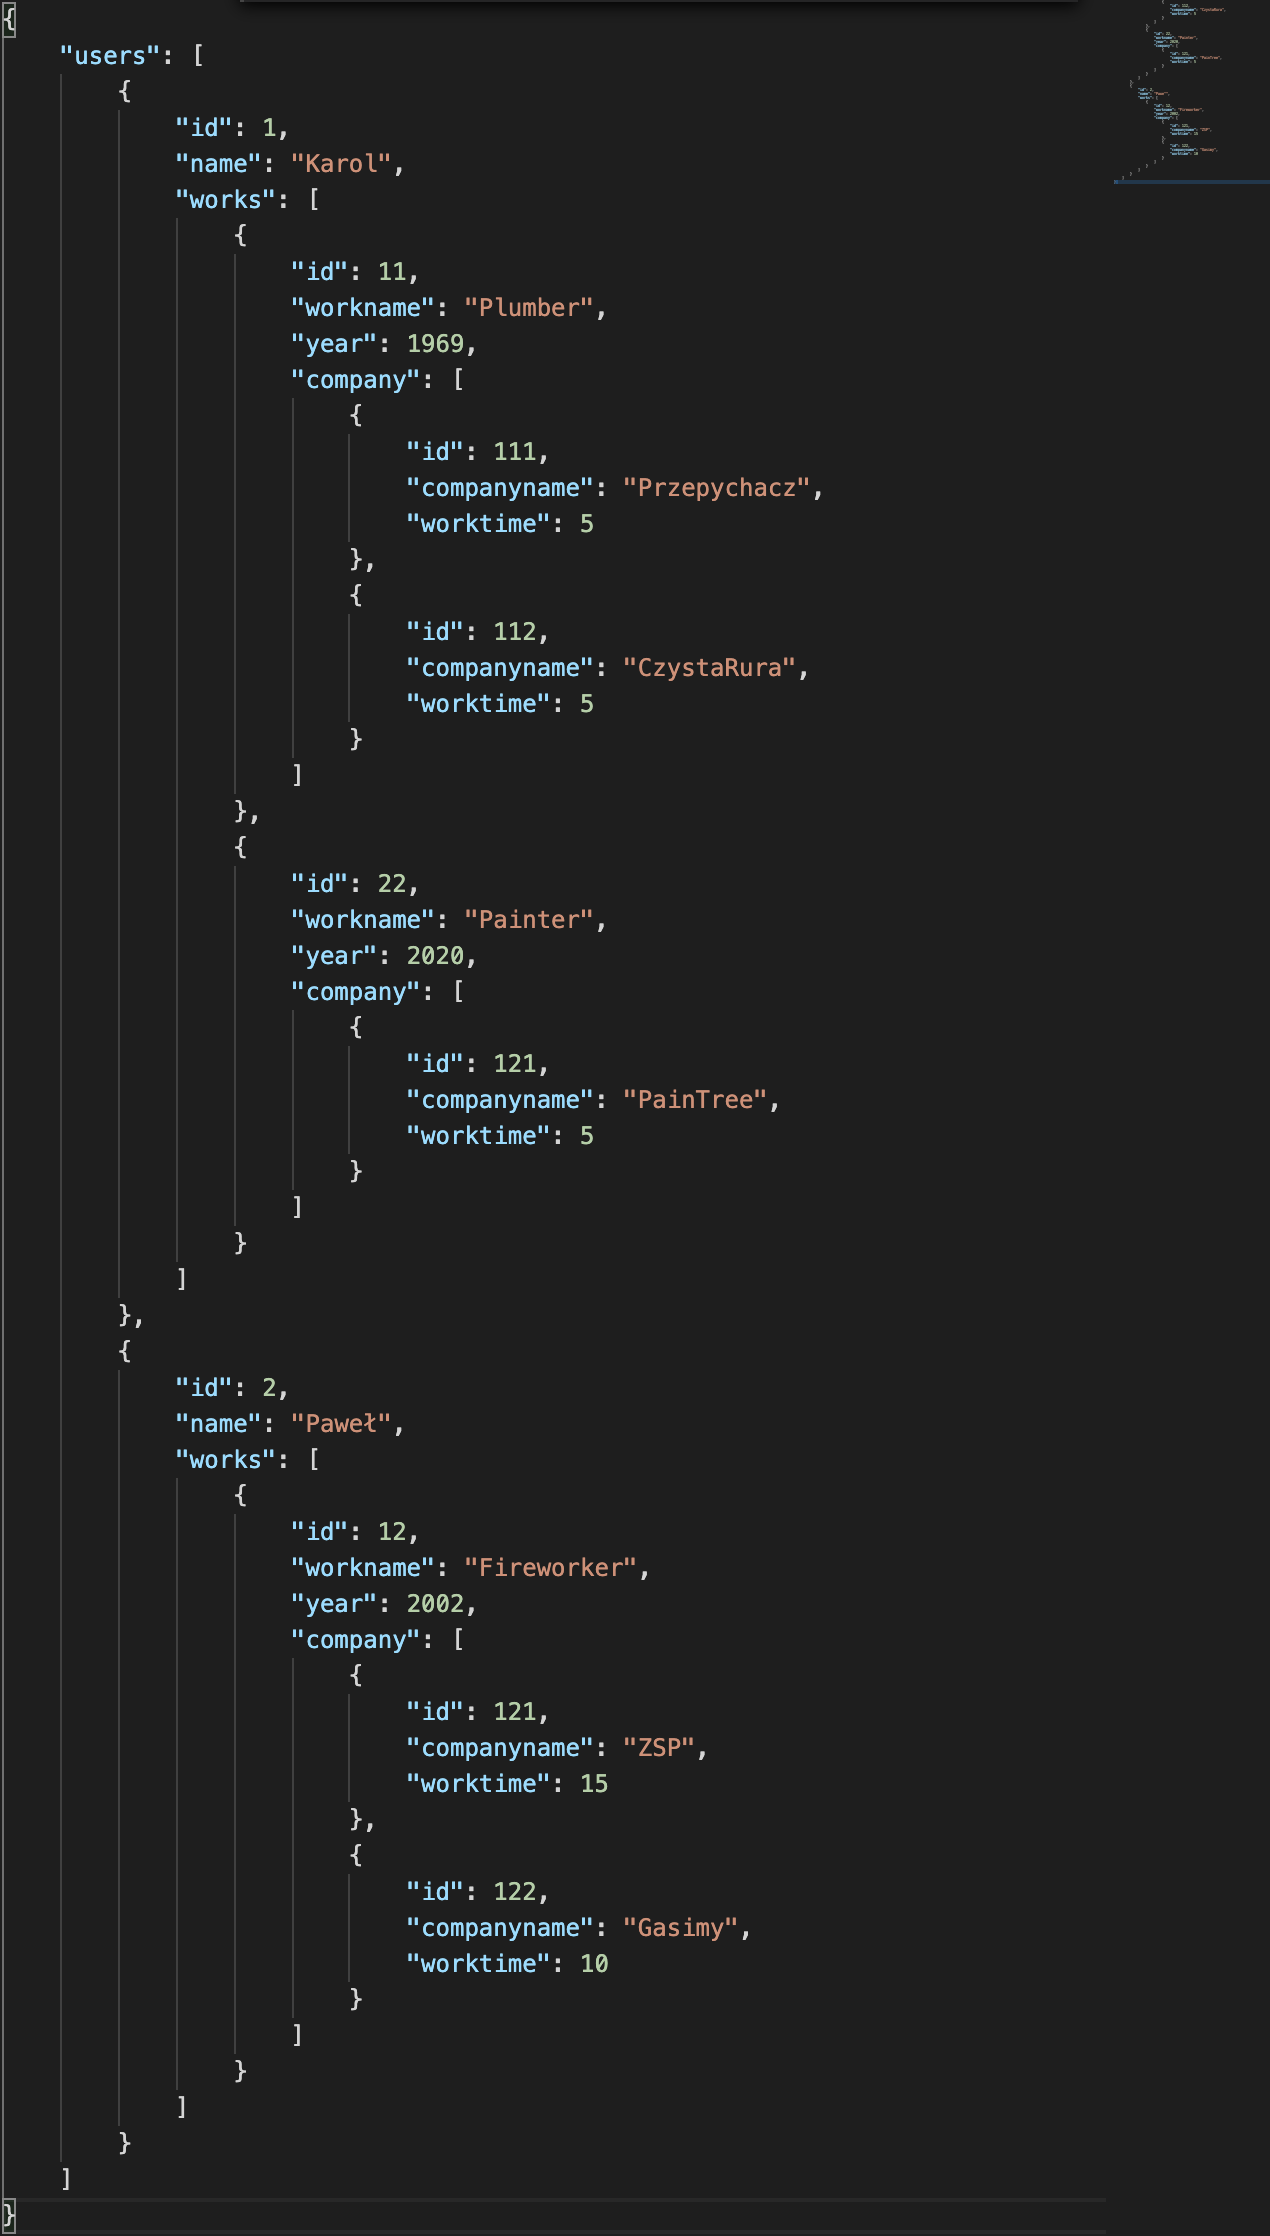 {
    "users": [
        {
            "id": 1,
            "name": "Karol",
            "works": [
                {
                    "id": 11,
                    "workname": "Plumber",
                    "year": 1969,
                    "company": [
                        {
                            "id": 111,
                            "companyname": "Przepychacz",
                            "worktime": 5
                        },
                        {
                            "id": 112,
                            "companyname": "CzystaRura",
                            "worktime": 5
                        }
                    ]
                },
                {
                    "id": 22,
                    "workname": "Painter",
                    "year": 2020,
                    "company": [
                        {
                            "id": 121,
                            "companyname": "PainTree",
                            "worktime": 5
                        }
                    ]
                }
            ]
        },
        {
            "id": 2,
            "name": "Paweł",
            "works": [
                {
                    "id": 12,
                    "workname": "Fireworker",
                    "year": 2002,
                    "company": [
                        {
                            "id": 121,
                            "companyname": "ZSP",
                            "worktime": 15
                        },
                        {
                            "id": 122,
                            "companyname": "Gasimy",
                            "worktime": 10
                        }
                    ]
                }
            ]
        }
    ]
}